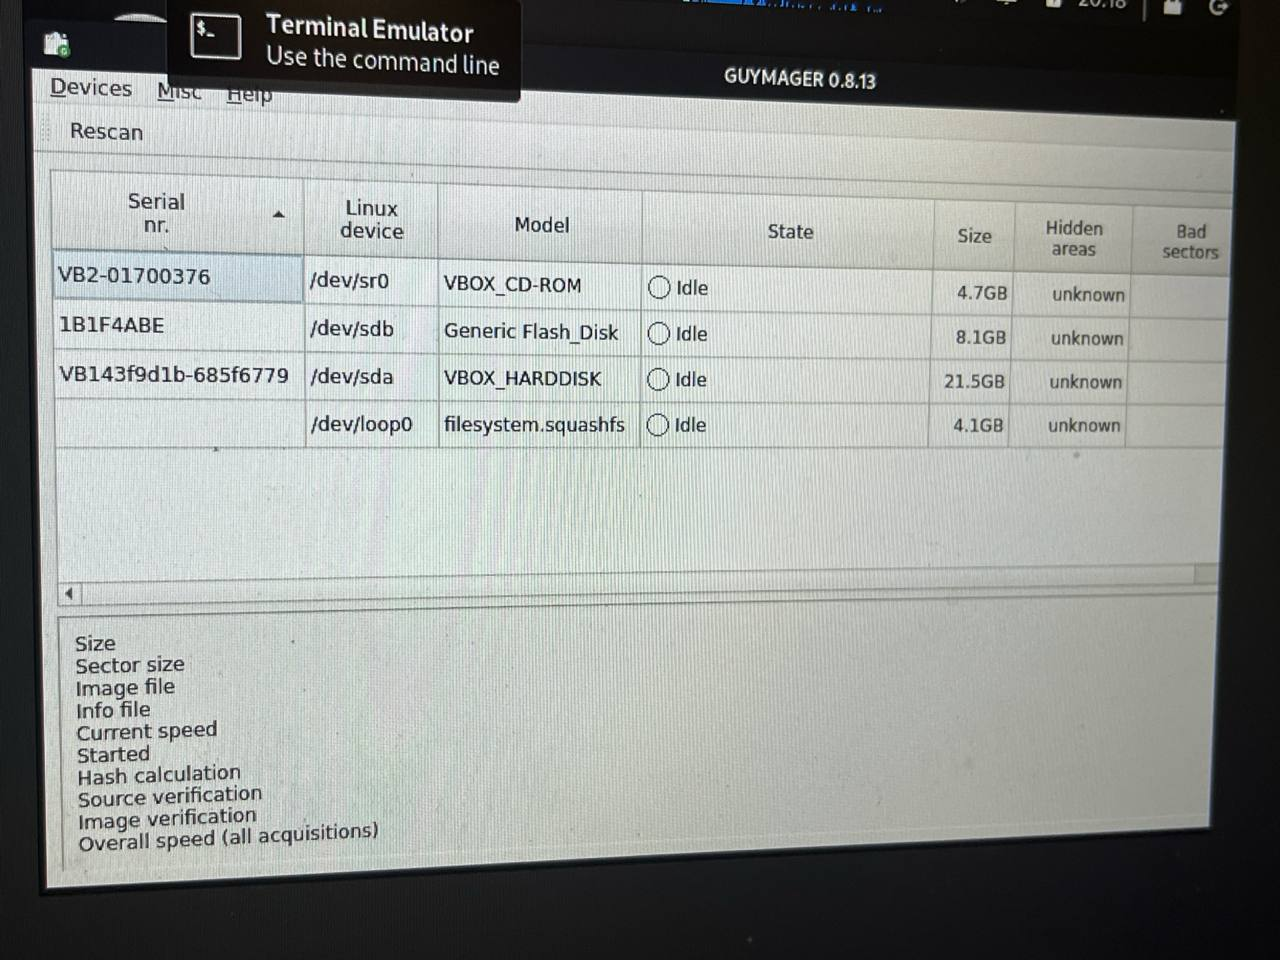 20:18
$_
Terminal Emulator
Use the command line
GUYMAGER 0.8.13
Devices Misc Help
Rescan
Serial nr. Linux device Model State Size Hidden areas Bad sectors
VB2-01700376 /dev/sr0 VBOX_CD-ROM Idle 4.7GB unknown
1B1F4ABE /dev/sdb Generic Flash_Disk Idle 8.1GB unknown
VB143f9d1b-685f6779 /dev/sda VBOX_HARDDISK Idle 21.5GB unknown
/dev/loop0 filesystem.squashfs Idle 4.1GB unknown
Size
Sector size
Image file
Info file
Current speed
Started
Hash calculation
Source verification
Image verification
Overall speed (all acquisitions)